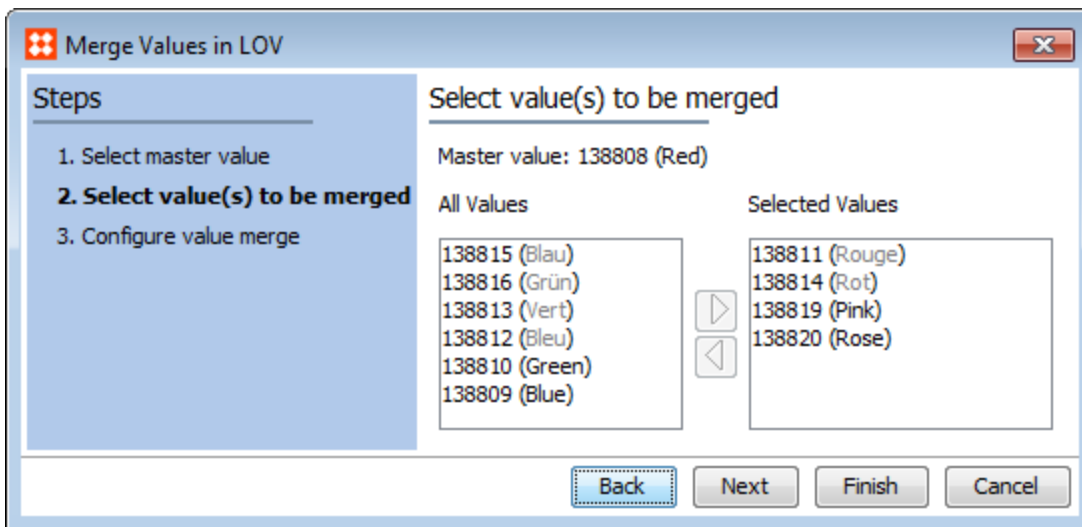 Merge Values in LOV
Steps
1. Select master value
2. Select value(s) to be merged
3. Configure value merge
Select value(s) to be merged
Master value: 138808 (Red)
All Values
138815 (Blau)
138816 (Grün)
138813 (Vert)
138812 (Bleu)
138810 (Green)
138809 (Blue)
Selected Values
138811 (Rouge)
138814 (Rot)
138819 (Pink)
138820 (Rose)
Back
Next
Finish
Cancel